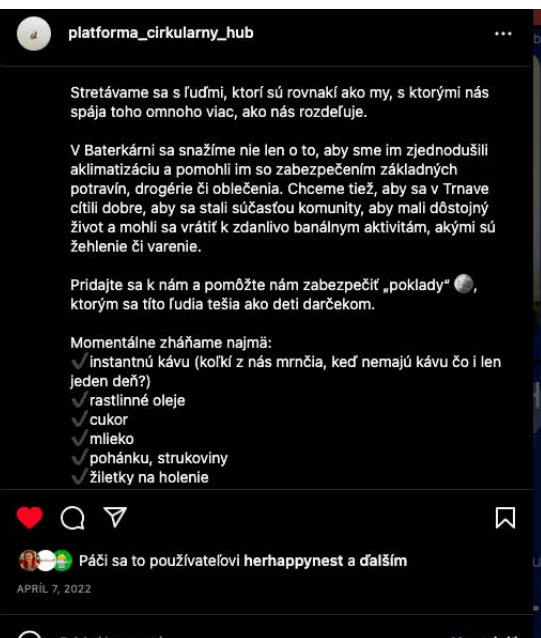 platforma_cirkularny_hub
Stretávame sa s ľuďmi, ktorí sú rovnakí ako my, s ktorými nás
spája toho omnoho viac, ako nás rozdeľuje.
V Baterkárni sa snažíme nie len o to, aby sme im zjednodušili
aklimatizáciu a pomohli im so zabezpečením základných
potravín, drogérie či oblečenia. Chceme tiež, aby sa v Trnave
cítili dobre, aby sa stali súčasťou komunity, aby mali dôstojný
život a mohli sa vrátiť k zdanlivo banálnym aktivitám, akými sú
žehlenie či varenie.
Pridajte sa k nám a pomôžte nám zabezpečiť „poklady“ ,
ktorým sa títo ľudia tešia ako deti darčekom.
Momentálne zháňame najmä:
✓instantnú kávu (koľkí z nás mrnčia, keď nemajú kávu čo i len
jeden deň?)
✓rastlinné oleje
✓cukor
✓mlieko
✓pohánku, strukoviny
✓žiletky na holenie
Páči sa to používateľovi herhappynest a ďalším
APRÍL 7, 2022